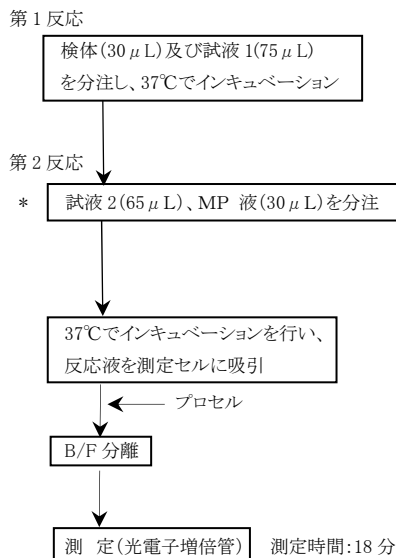 第1反応
検体(30μL)及び試液1(75μL)
を分注し、37℃でインキュベーション
第2反応
* 試液2(65μL)、MP 液(30μL)を分注
37℃でインキュベーションを行い、
反応液を測定セルに吸引
プロセル
B/F分離
測 定(光電子増倍管) 測定時間:18分